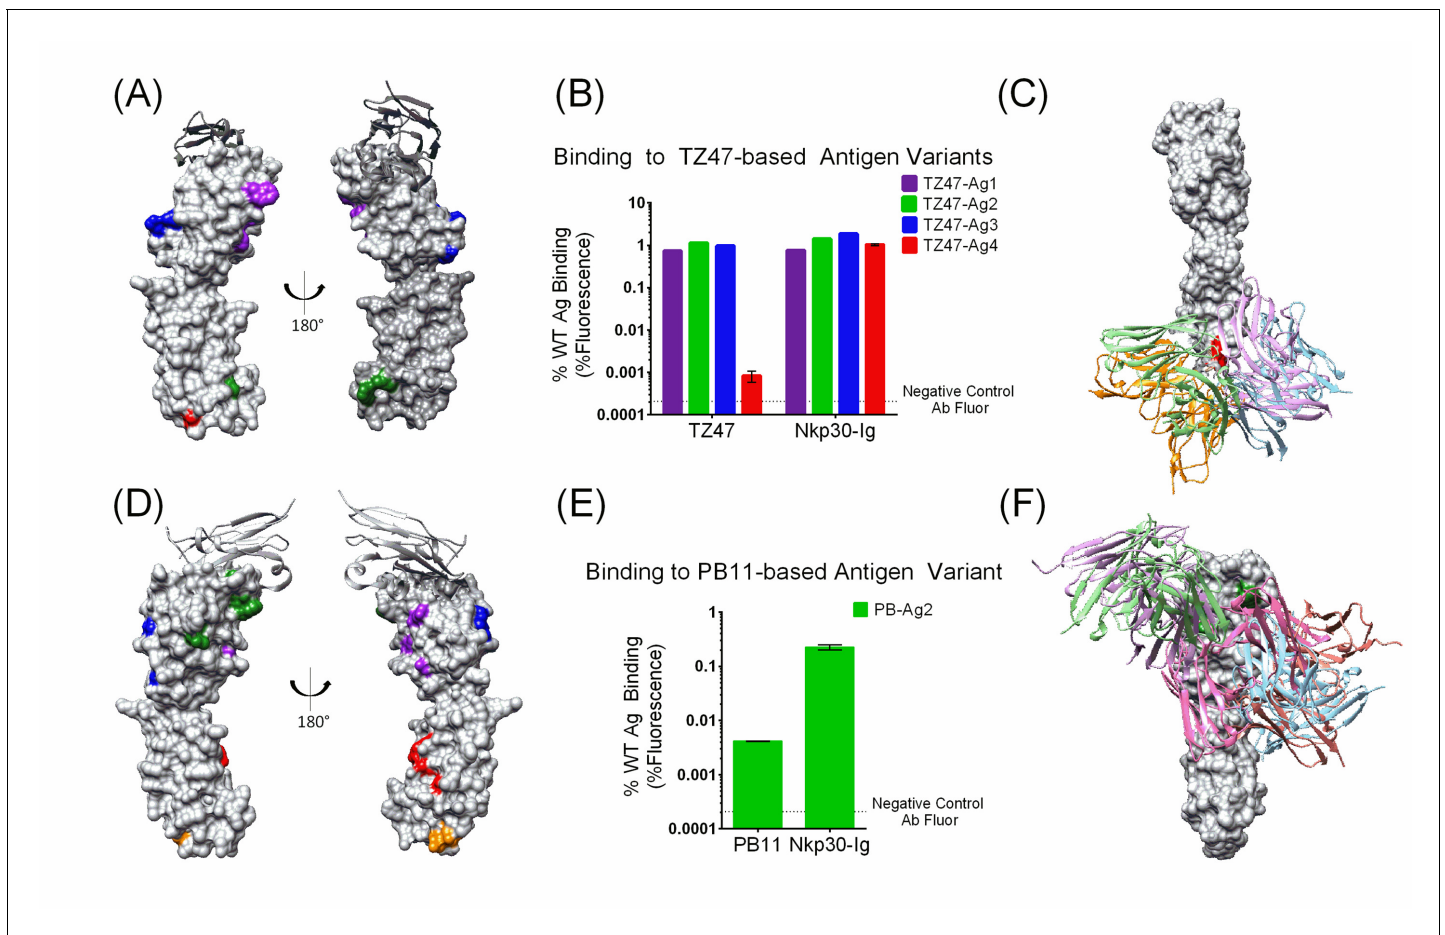 (A)
180°
(B)
Binding to TZ47-based Antigen Variants
TZ47-Ag1
TZ47-Ag2
TZ47-Ag3
TZ47-Ag4
% WT Ag Binding
(%Fluorescence)
10
1
0.1
0.01
0.001
0.0001
Negative Control
Ab Fluor
TZ47
Nkp30-Ig
(C)
(D)
180°
(E)
Binding to PB11-based Antigen Variant
PB-Ag2
% WT Ag Binding
(%Fluorescence)
1
0.1
0.01
0.001
0.0001
Negative Control
Ab Fluor
PB11
Nkp30-Ig
(F)